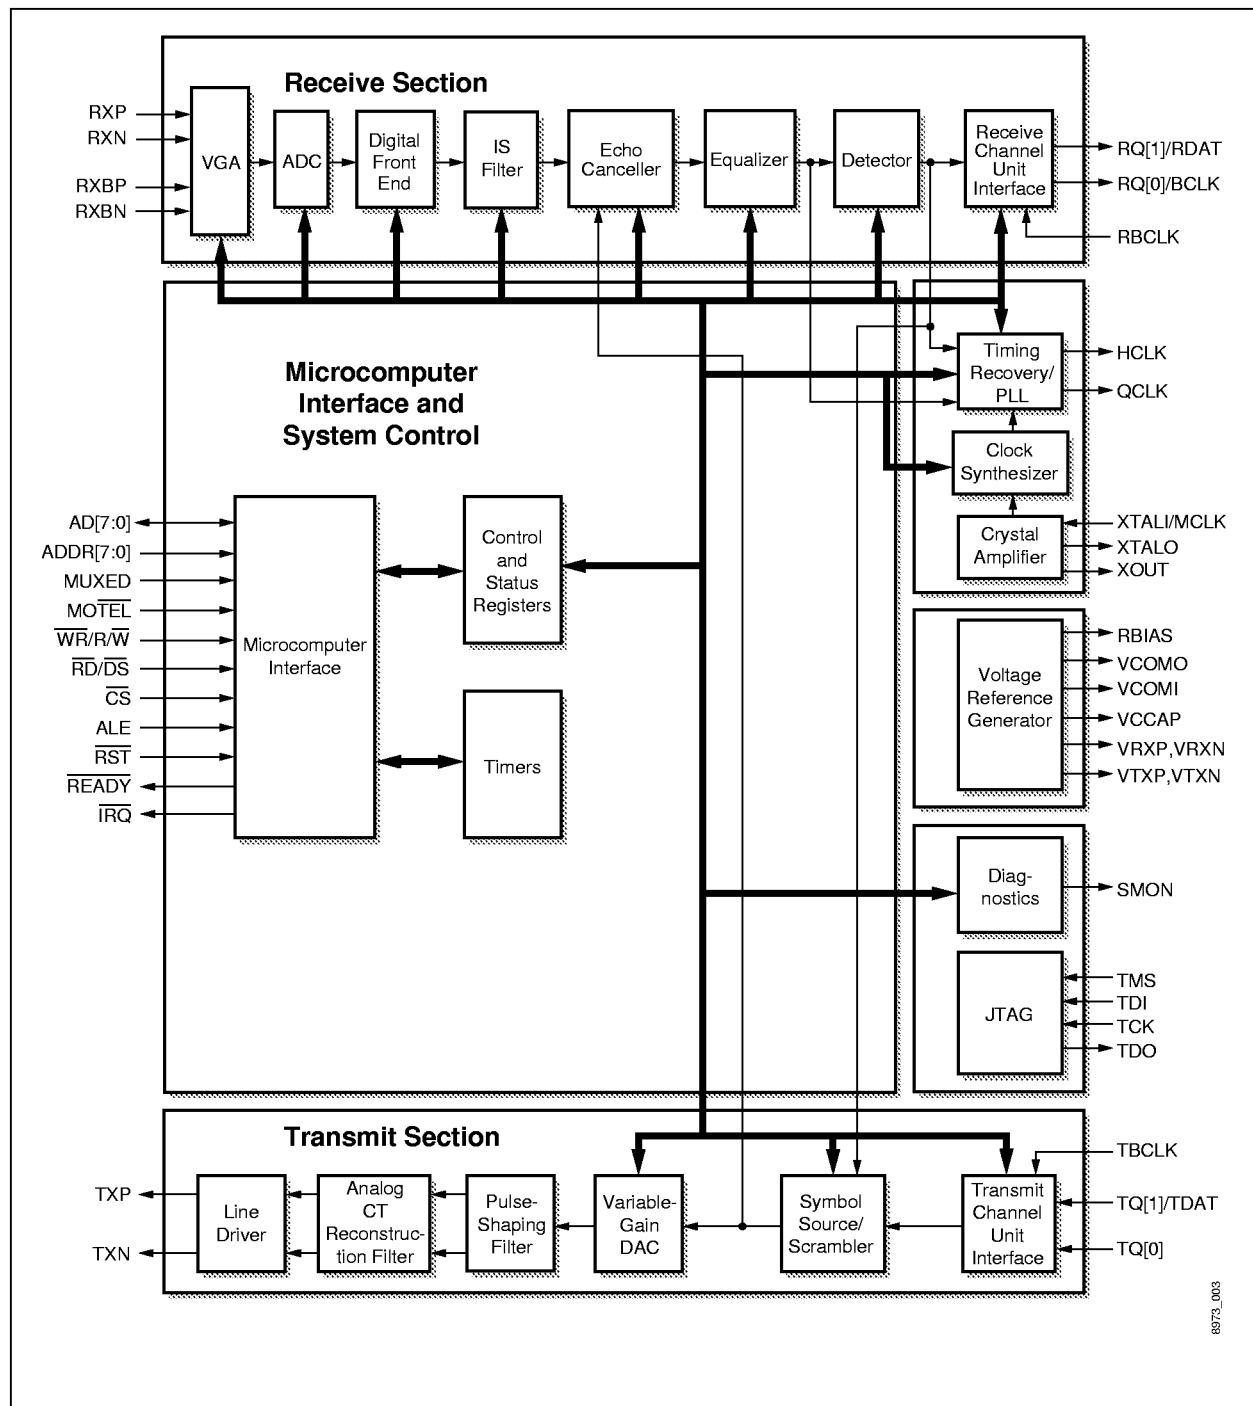 Receive Section
RXP
RXN
RXBP
RXBN
VGA
ADC
Digital
Front
End
IS
Filter
Echo
Canceller
Equalizer
Detector
Receive
Channel
Unit
Interface
RQ[1]/RDAT
RQ[0]/BCLK
RBCLK
Microcomputer
Interface and
System Control
Timing
Recovery/
PLL
HCLK
QCLK
Clock
Synthesizer
Crystal
Amplifier
XTALI/MCLK
XTALO
XOUT
AD[7:0]
ADDR[7:0]
MUXED
MOTEL
WR/R/W
RD/DS
CS
ALE
RST
READY
IRQ
Microcomputer
Interface
Control
and
Status
Registers
Timers
Voltage
Reference
Generator
RBIAS
VCOMO
VCOMI
VCCAP
VRXP,VRXN
VTXP,VTXN
Diag-
nostics
SMON
JTAG
TMS
TDI
TCK
TDO
Transmit Section
TXP
TXN
Line
Driver
Analog
CT
Reconstruc-
tion Filter
Pulse-
Shaping
Filter
Variable-
Gain
DAC
Symbol
Source/
Scrambler
Transmit
Channel
Unit
Interface
TBCLK
TQ[1]/TDAT
TQ[0]
8973_003